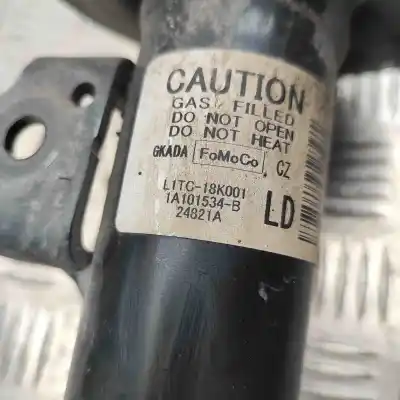 CAUTION
GAS FILLED
DO NOT OPEN
DO NOT HEAT
GKADA FoMoCo CZ
L1TC-18K001
1A101534-B
24821A LD